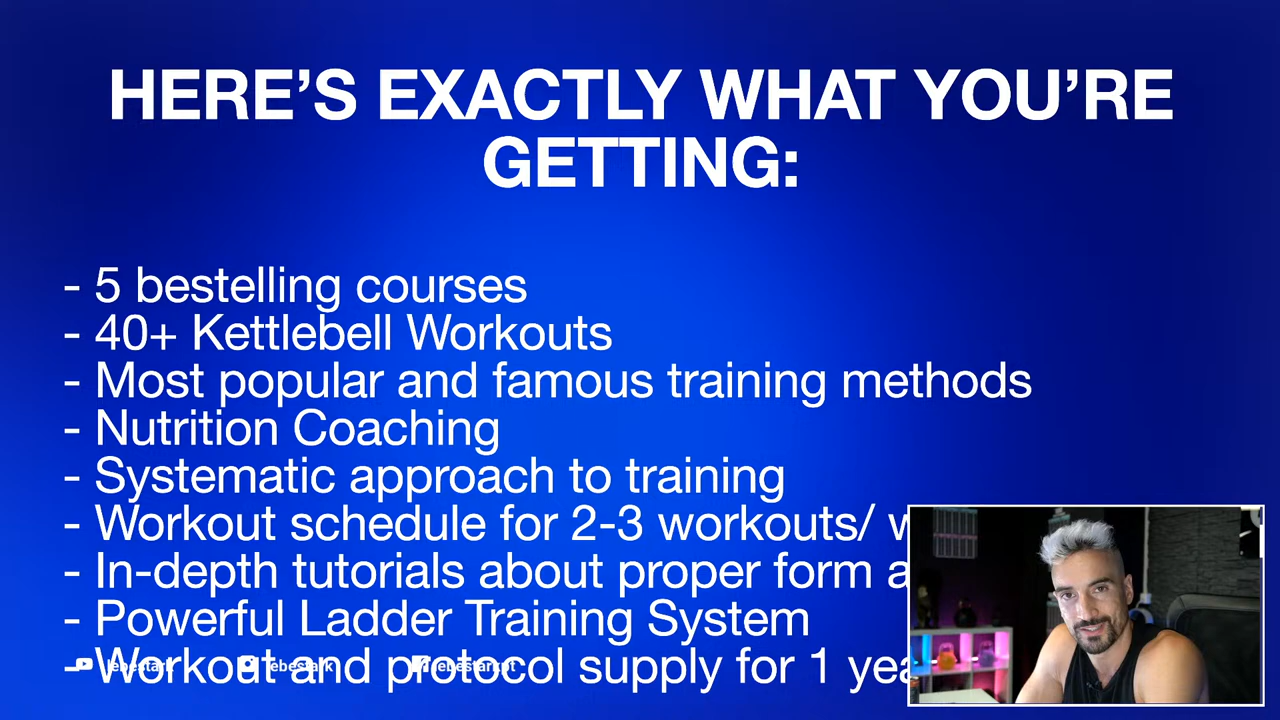 HERE'S EXACTLY WHAT YOU'RE
GETTING:
- 5 bestelling courses
- 40+ Kettlebell Workouts
- Most popular and famous training methods
- Nutrition Coaching
- Systematic approach to training
- Workout schedule for 2-3 workouts/
- In-depth tutorials about proper form
- Powerful Ladder Training System
- Workout and protocol supply for 1